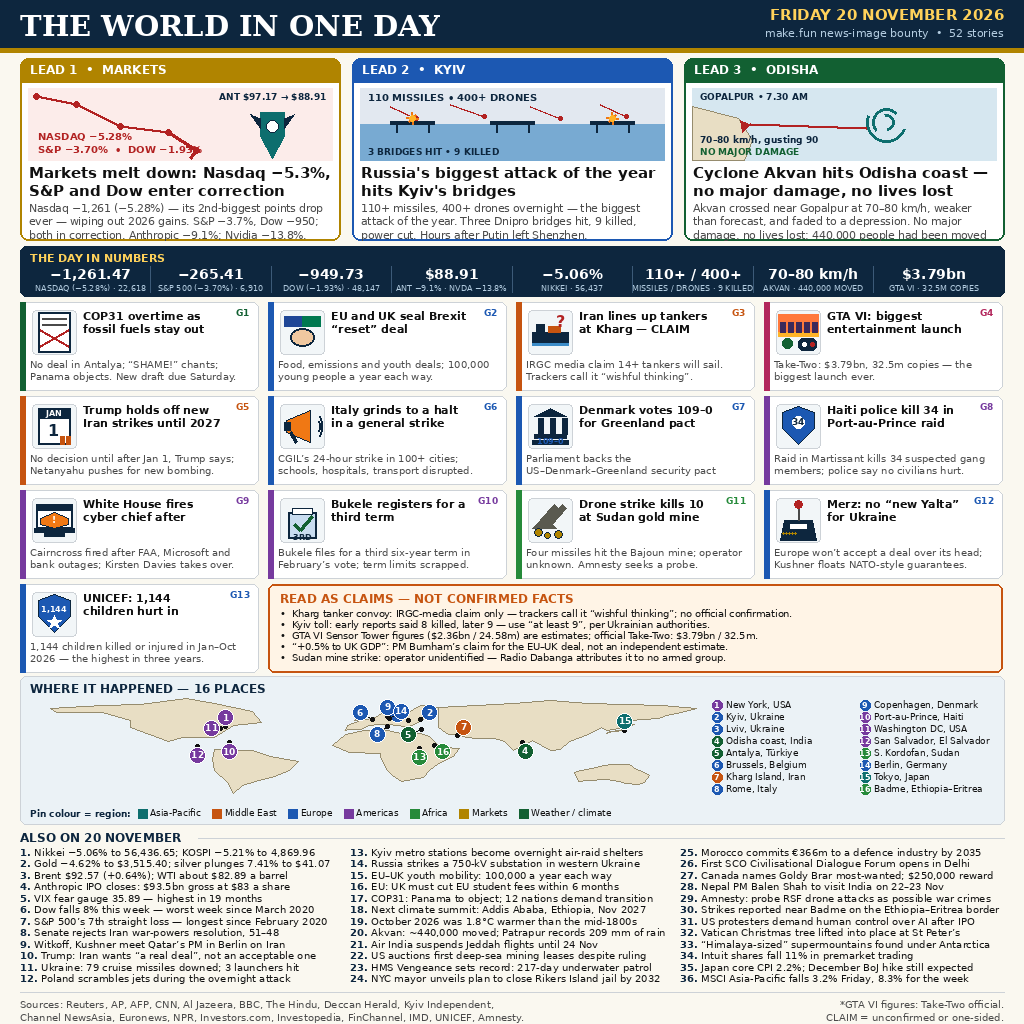 THE WORLD IN ONE DAY
FRIDAY 20 NOVEMBER 2026
make.fun news-image bounty • 52 stories
LEAD 1 • MARKETS
ANT $97.17 → $88.91
NASDAQ −5.28%
S&P −3.70% • DOW −1.93%
Markets melt down: Nasdaq −5.3%,
S&P and Dow enter correction
Nasdaq −1,261 (−5.28%) — its 2nd-biggest points drop
ever — wiping out 2026 gains. S&P −3.7%, Dow −950;
both in correction. Anthropic −9.1%; Nvidia −13.8%.
LEAD 2 • KYIV
110 MISSILES • 400+ DRONES
3 BRIDGES HIT • 9 KILLED
Russia's biggest attack of the year
hits Kyiv's bridges
110+ missiles, 400+ drones overnight — the biggest
attack of the year. Three Dnipro bridges hit, 9 killed,
power cut. Hours after Putin left Shenzhen.
LEAD 3 • ODISHA
GOPALPUR • 7.30 AM
70–80 km/h, gusting 90
NO MAJOR DAMAGE
Cyclone Akvan hits Odisha coast —
no major damage, no lives lost
Akvan crossed near Gopalpur at 70–80 km/h, weaker
than forecast, and faded to a depression. No major
damage, no lives lost; 440,000 people had been moved
THE DAY IN NUMBERS
−1,261.47
NASDAQ (−5.28%) · 22,618
−265.41
S&P 500 (−3.70%) · 6,910
−949.73
DOW (−1.93%) · 48,147
$88.91
ANT −9.1% · NVDA −13.8%
−5.06%
NIKKEI · 56,437
110+ / 400+
MISSILES / DRONES · 9 KILLED
70–80 km/h
AKVAN · 440,000 MOVED
$3.79bn
GTA VI · 32.5M COPIES
COP31 overtime as
fossil fuels stay out
G1
No deal in Antalya; “SHAME!” chants;
Panama objects. New draft due Saturday.
EU and UK seal Brexit
“reset” deal
G2
Food, emissions and youth deals; 100,000
young people a year each way.
Iran lines up tankers
at Kharg — CLAIM
G3
?
IRGC media claim 14+ tankers will sail.
Trackers call it “wishful thinking”.
GTA VI: biggest
entertainment launch
G4
Take-Two: $3.79bn, 32.5m copies — the
biggest launch ever.
JAN
1
Trump holds off new
Iran strikes until 2027
G5
No decision until after Jan 1, Trump says;
Netanyahu pushes for new bombing.
Italy grinds to a halt
in a general strike
G6
CGIL’s 24-hour strike in 100+ cities;
schools, hospitals, transport disrupted.
109–0
Denmark votes 109–0
for Greenland pact
G7
Parliament backs the
US–Denmark–Greenland security pact
34
Haiti police kill 34 in
Port-au-Prince raid
G8
Raid in Martissant kills 34 suspected gang
members; police say no civilians hurt.
!
White House fires
cyber chief after
G9
Cairncross fired after FAA, Microsoft and
bank outages; Kirsten Davies takes over.
3RD
Bukele registers for a
third term
G10
Bukele files for a third six-year term in
February’s vote; term limits scrapped.
Drone strike kills 10
at Sudan gold mine
G11
Four missiles hit the Bajoun mine; operator
unknown. Amnesty seeks a probe.
Merz: no “new Yalta”
for Ukraine
G12
Europe won’t accept a deal over its head;
Kushner floats NATO-style guarantees.
1,144
UNICEF: 1,144
children hurt in
G13
1,144 children killed or injured in Jan–Oct
2026 — the highest in three years.
READ AS CLAIMS — NOT CONFIRMED FACTS
• Kharg tanker convoy: IRGC-media claim only — trackers call it “wishful thinking”; no official confirmation.
• Kyiv toll: early reports said 8 killed, later 9 — use “at least 9”, per Ukrainian authorities.
• GTA VI Sensor Tower figures ($2.36bn / 24.58m) are estimates; official Take-Two: $3.79bn / 32.5m.
• “+0.5% to UK GDP”: PM Burnham’s claim for the EU–UK deal, not an independent estimate.
• Sudan mine strike: operator unidentified — Radio Dabanga attributes it to no armed group.
WHERE IT HAPPENED — 16 PLACES
1
11
12
10
6
9
14
2
8
5
7
13
16
4
15
1 New York, USA
2 Kyiv, Ukraine
3 Lviv, Ukraine
4 Odisha coast, India
5 Antalya, Türkiye
6 Brussels, Belgium
7 Kharg Island, Iran
8 Rome, Italy
9 Copenhagen, Denmark
10 Port-au-Prince, Haiti
11 Washington DC, USA
12 San Salvador, El Salvador
13 S. Kordofan, Sudan
14 Berlin, Germany
15 Tokyo, Japan
16 Badme, Ethiopia–Eritrea
Pin colour = region: Asia-Pacific Middle East Europe Americas Africa Markets Weather / climate
ALSO ON 20 NOVEMBER
1. Nikkei −5.06% to 56,436.65; KOSPI −5.21% to 4,869.96
2. Gold −4.62% to $3,515.40; silver plunges 7.41% to $41.07
3. Brent $92.57 (+0.64%); WTI about $82.89 a barrel
4. Anthropic IPO closes: $93.5bn gross at $83 a share
5. VIX fear gauge 35.89 — highest in 19 months
6. Dow falls 8% this week — worst week since March 2020
7. S&P 500’s 7th straight loss — longest since February 2020
8. Senate rejects Iran war-powers resolution, 51–48
9. Witkoff, Kushner meet Qatar’s PM in Berlin on Iran
10. Trump: Iran wants “a real deal”, not an acceptable one
11. Ukraine: 79 cruise missiles downed; 3 launchers hit
12. Poland scrambles jets during the overnight attack
13. Kyiv metro stations become overnight air-raid shelters
14. Russia strikes a 750-kV substation in western Ukraine
15. EU–UK youth mobility: 100,000 a year each way
16. EU: UK must cut EU student fees within 6 months
17. COP31: Panama to object; 12 nations demand transition
18. Next climate summit: Addis Ababa, Ethiopia, Nov 2027
19. October 2026 was 1.8°C warmer than the mid-1800s
20. Akvan: ~440,000 moved; Patrapur records 209 mm of rain
21. Air India suspends Jeddah flights until 24 Nov
22. US auctions first deep-sea mining leases despite ruling
23. HMS Vengeance sets record: 217-day underwater patrol
24. NYC mayor unveils plan to close Rikers Island jail by 2032
25. Morocco commits €366m to a defence industry by 2035
26. First SCO Civilisational Dialogue Forum opens in Delhi
27. Canada names Goldy Brar most-wanted; $250,000 reward
28. Nepal PM Balen Shah to visit India on 22–23 Nov
29. Amnesty: probe RSF drone attacks as possible war crimes
30. Strikes reported near Badme on the Ethiopia–Eritrea border
31. US protesters demand human control over AI after IPO
32. Vatican Christmas tree lifted into place at St Peter’s
33. “Himalaya-sized” supermountains found under Antarctica
34. Intuit shares fall 11% in premarket trading
35. Japan core CPI 2.2%; December BoJ hike still expected
36. MSCI Asia-Pacific falls 3.2% Friday, 8.3% for the week
Sources: Reuters, AP, AFP, CNN, Al Jazeera, BBC, The Hindu, Deccan Herald, Kyiv Independent,
Channel NewsAsia, Euronews, NPR, Investors.com, Investopedia, FinChannel, IMD, UNICEF, Amnesty.
*GTA VI figures: Take-Two official.
CLAIM = unconfirmed or one-sided.